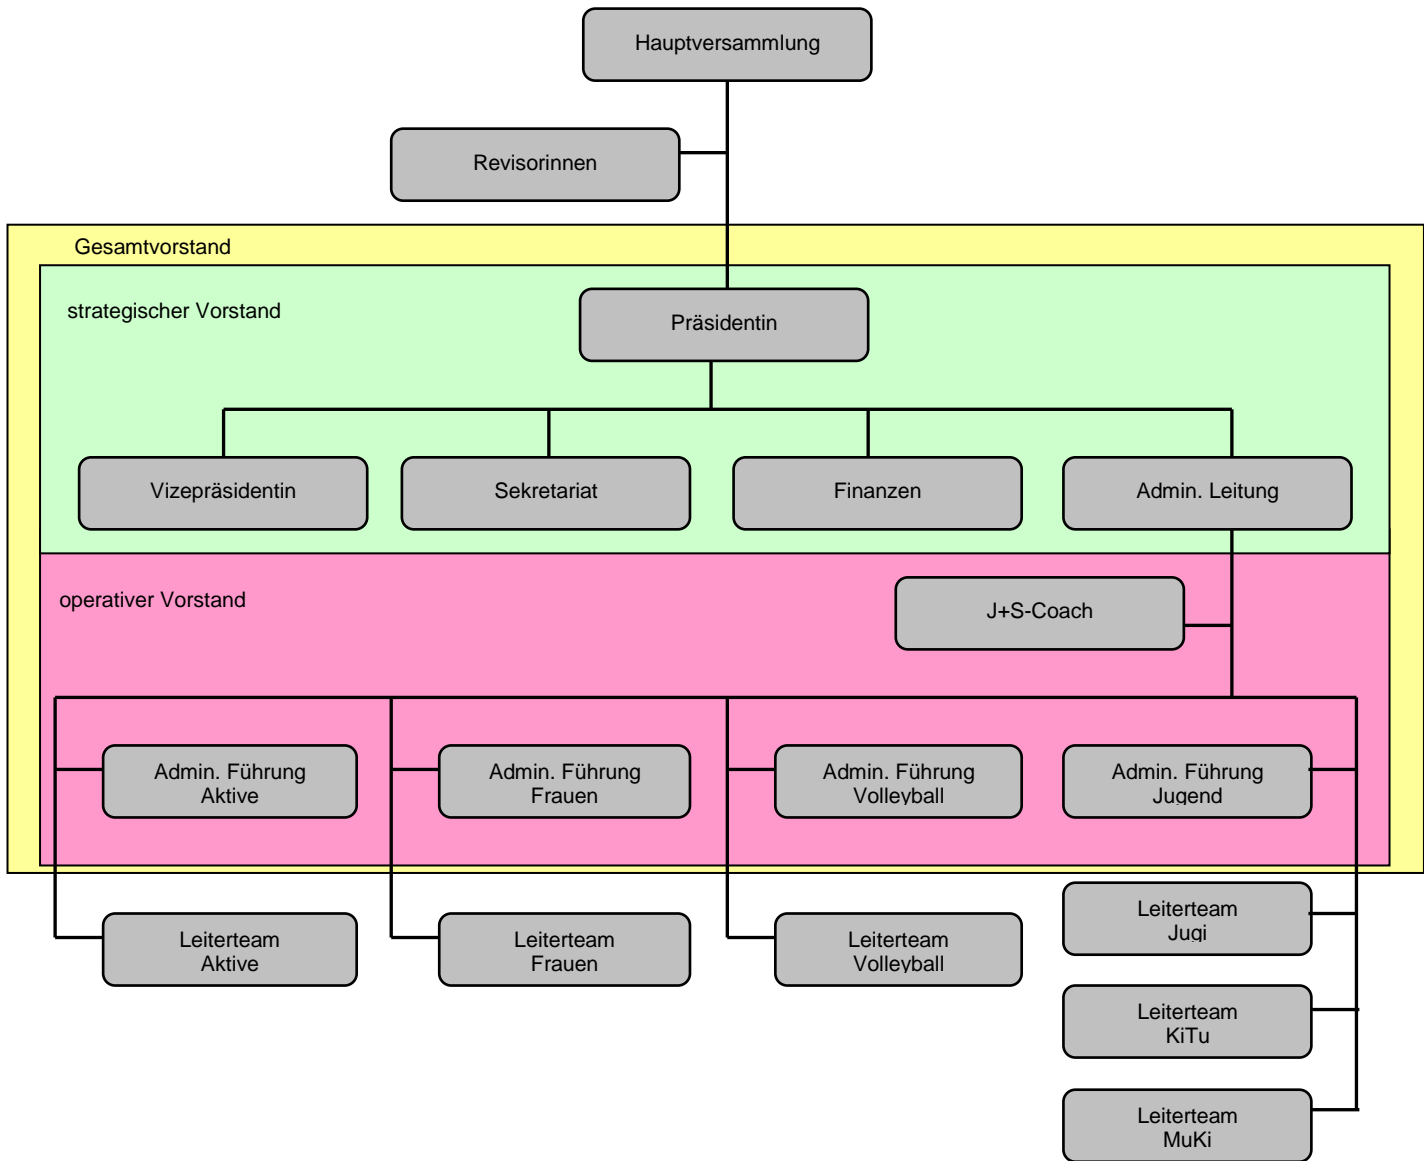 Hauptversammlung
Revisorinnen
Gesamtvorstand
strategischer Vorstand
Präsidentin
Vizepräsidentin
Sekretariat
Finanzen
Admin. Leitung
operativer Vorstand
J+S-Coach
Admin. Führung
Aktive
Admin. Führung
Frauen
Admin. Führung
Volleyball
Admin. Führung
Jugend
Leiterteam
Aktive
Leiterteam
Frauen
Leiterteam
Volleyball
Leiterteam
Jugi
Leiterteam
KiTu
Leiterteam
MuKi